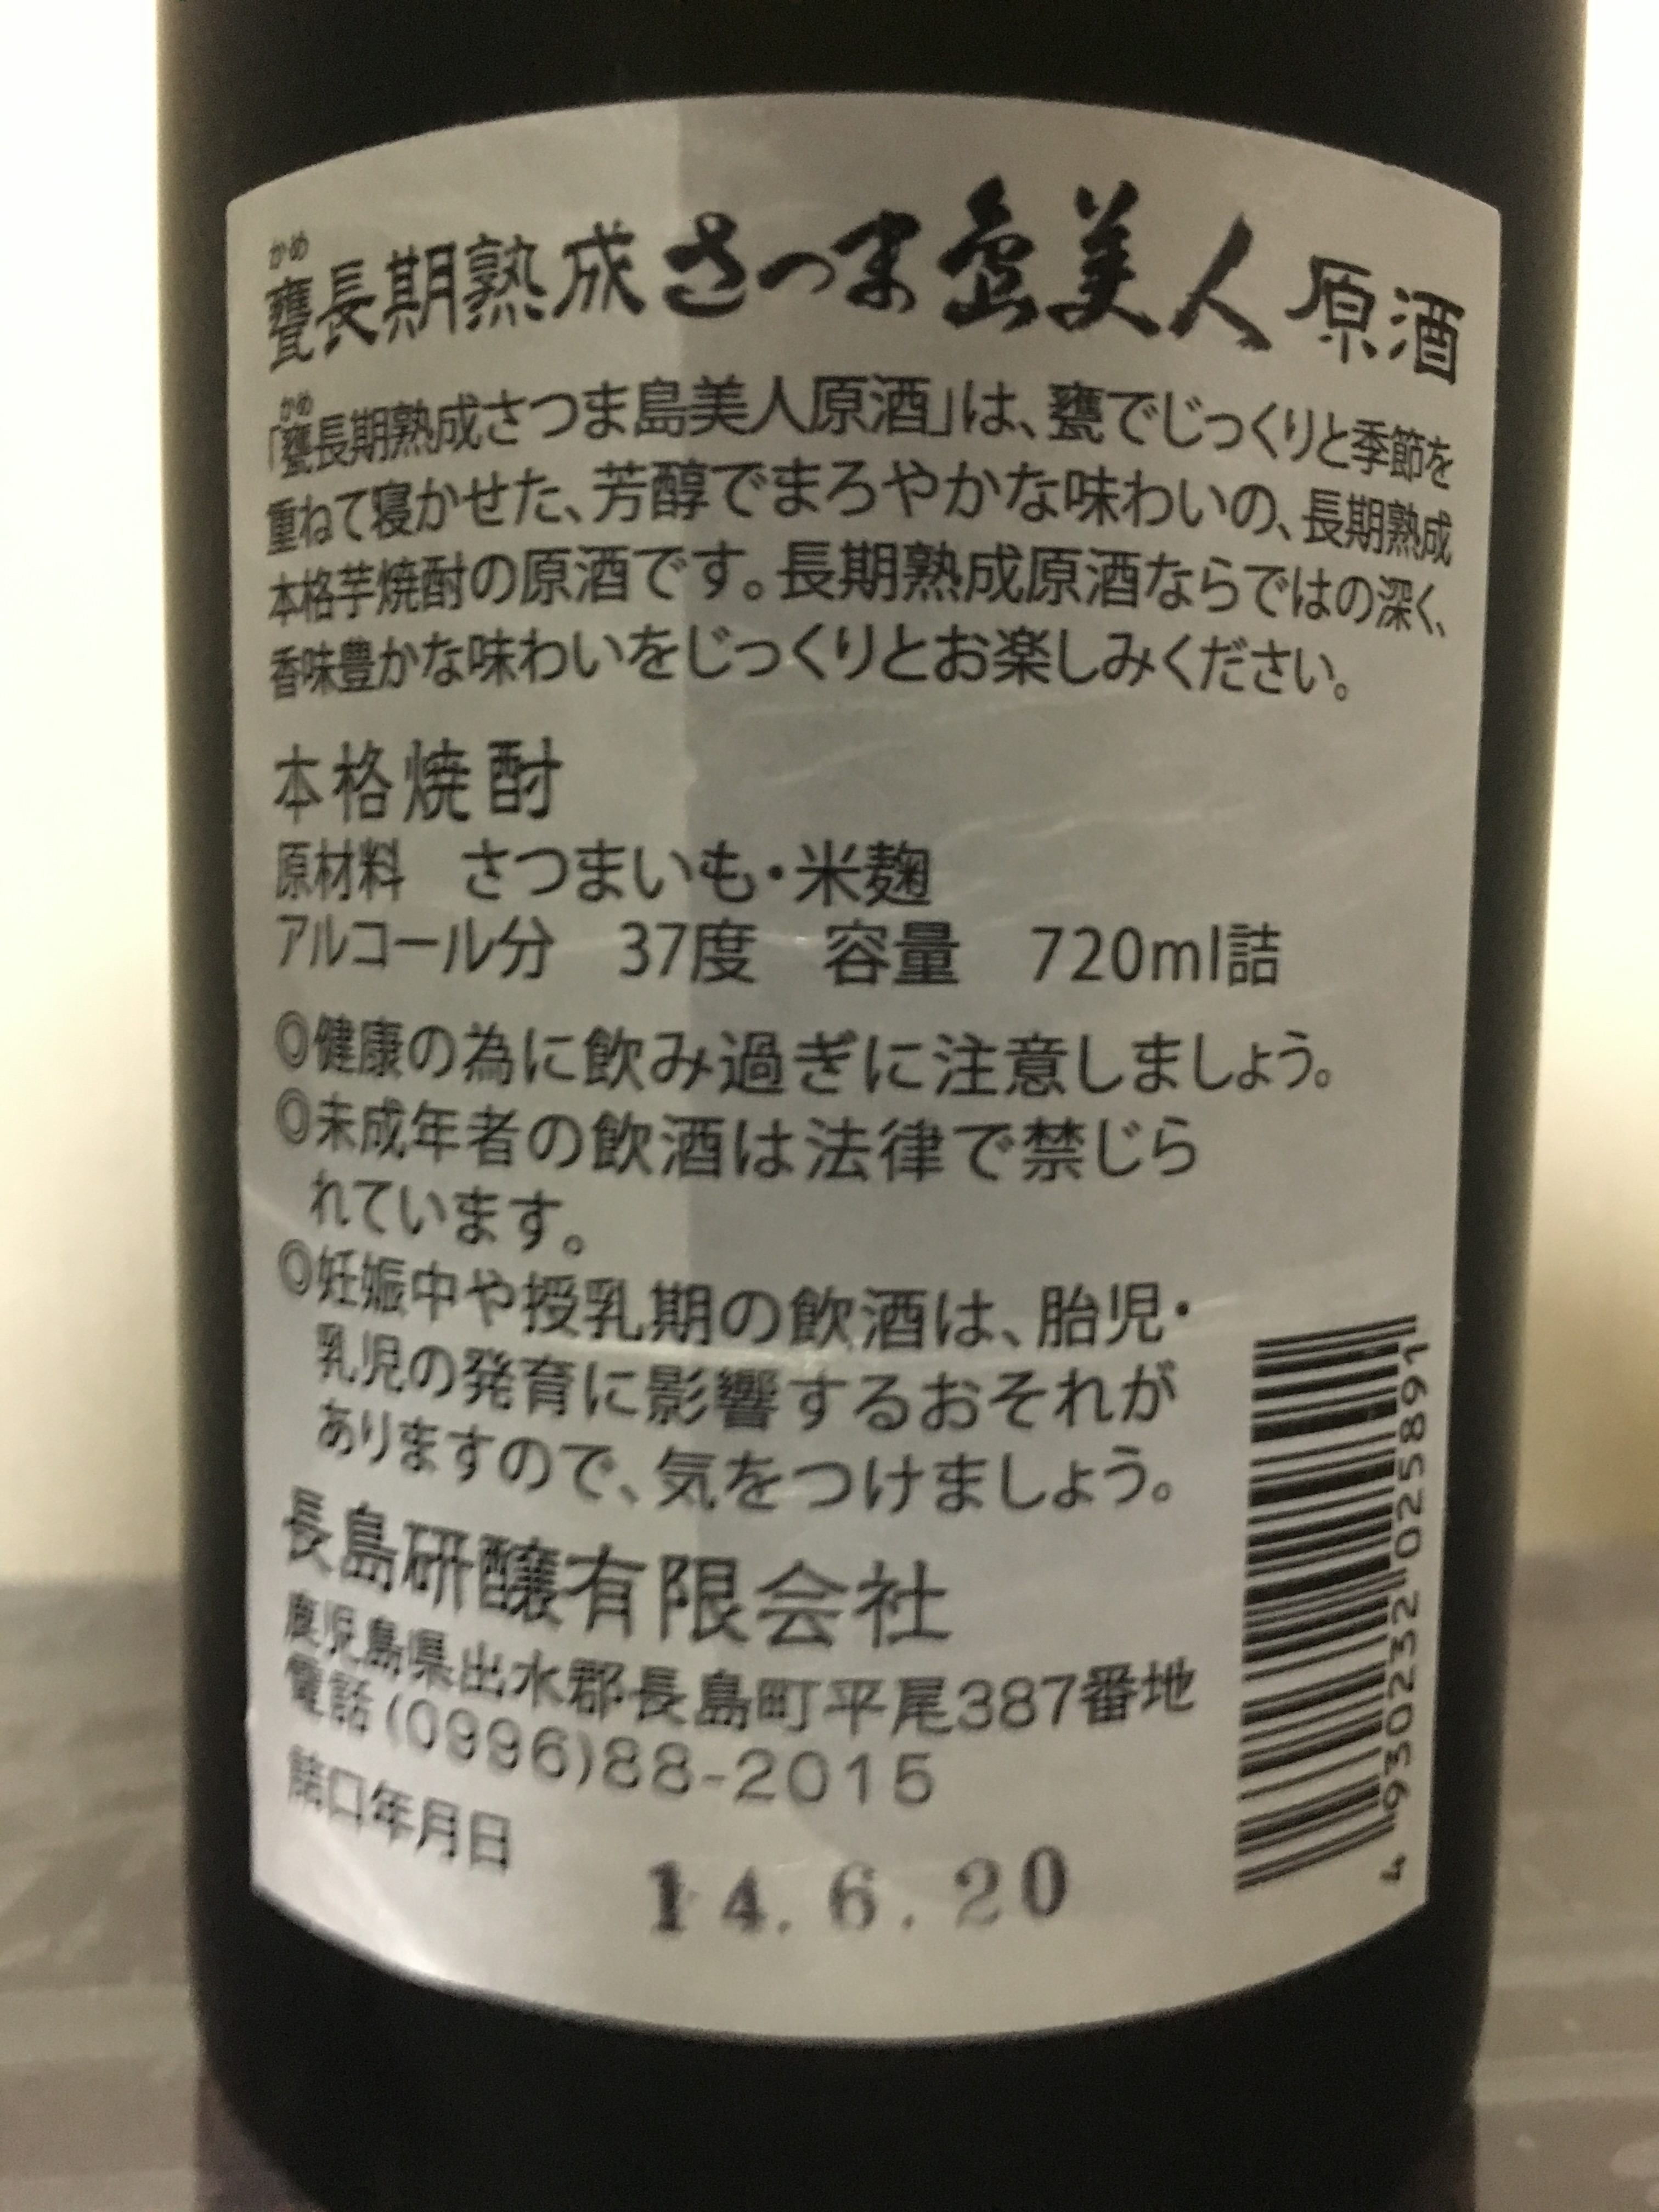 かめ
甕長期熟成さつま島美人原酒
かめ
「甕長期熟成さつま島美人原酒」は、甕でじっくりと季節を
重ねて寝かせた、芳醇でまろやかな味わいの、長期熟成
本格芋焼酎の原酒です。長期熟成原酒ならではの深く、
香味豊かな味わいをじっくりとお楽しみください。
本格焼酎
原材料　さつまいも・米麹
アルコール分　37度　容量　720ml詰
◎健康の為に飲み過ぎに注意しましょう。
◎未成年者の飲酒は法律で禁じら
れています。
◎妊娠中や授乳期の飲酒は、胎児・
乳児の発育に影響するおそれが
ありますので、気をつけましょう。
長島研醸有限会社
鹿児島県出水郡長島町平尾387番地
電話(0996)88-2015
詰口年月日
14.6.20
4 930232 025891